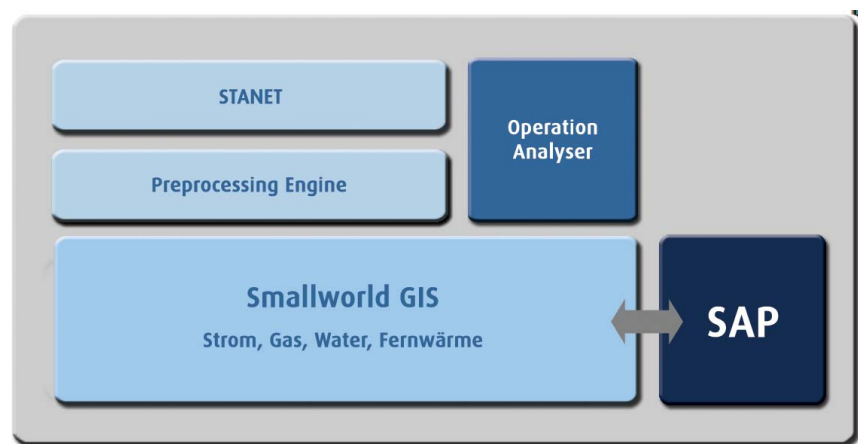 STANET
Operation
Analyser
Preprocessing Engine
Smallworld GIS
Strom, Gas, Water, Fernwärme
SAP